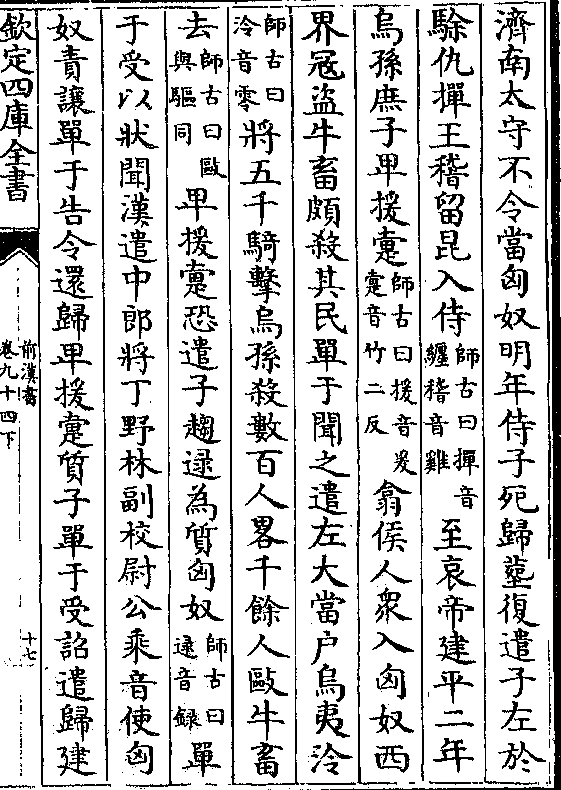 濟南太守不令當匈奴明年侍子死歸塟復遣子左於
駼仇撣王稽留昆入侍師古曰撣音纏稽音雞至哀帝建平二年
烏孫庶子卑援疐師古曰援音爰疐音竹二反翕侯人衆入匈奴西
界冦盜牛畜頗殺其民單于聞之遣左大當户烏夷泠
師古曰泠音零將五千騎擊烏孫殺數百人畧千餘人敺牛畜
去師古曰敺與驅同卑援疐恐遣子趨逯為質匈奴師古曰逯音録單
于受以狀聞漢遣中郎將丁野林副校尉公乘音使匈
奴責讓單于告令還歸卑援疐質子單于受詔遣歸建
欽定四庫全書
前漢書
卷九十四下
十七